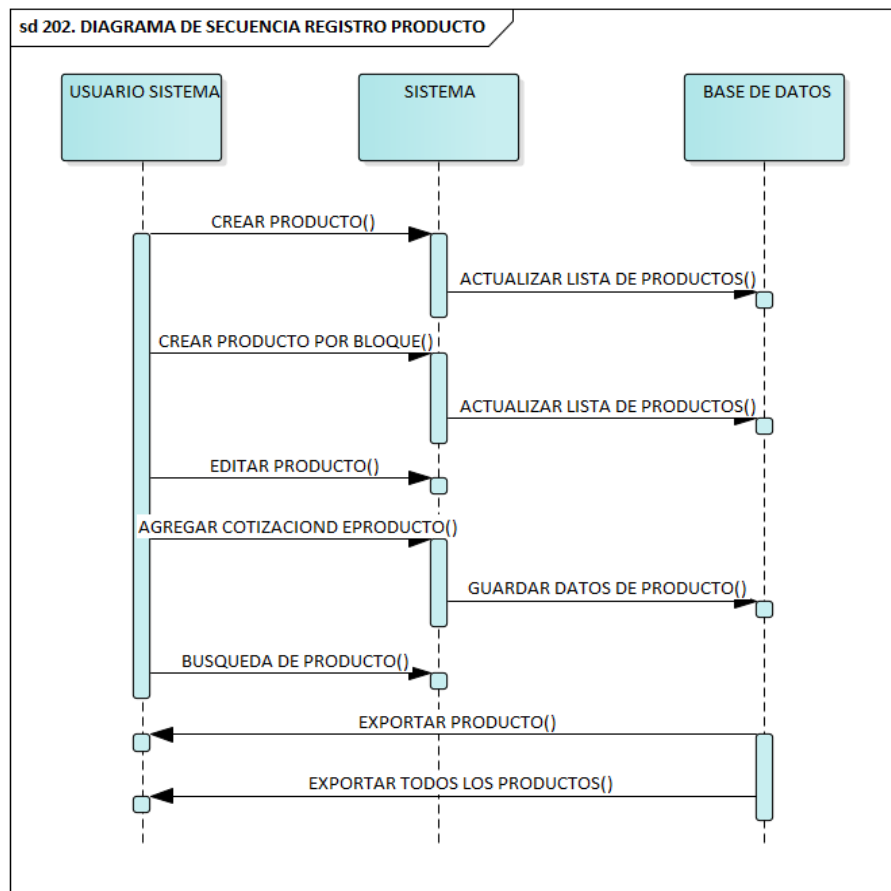 sd 202. DIAGRAMA DE SECUENCIA REGISTRO PRODUCTO
USUARIO SISTEMA
SISTEMA
BASE DE DATOS
CREAR PRODUCTO()
ACTUALIZAR LISTA DE PRODUCTOS()
CREAR PRODUCTO POR BLOQUE()
ACTUALIZAR LISTA DE PRODUCTOS()
EDITAR PRODUCTO()
AGREGAR COTIZACIOND EPRODUCTO()
GUARDAR DATOS DE PRODUCTO()
BUSQUEDA DE PRODUCTO()
EXPORTAR PRODUCTO()
EXPORTAR TODOS LOS PRODUCTOS()